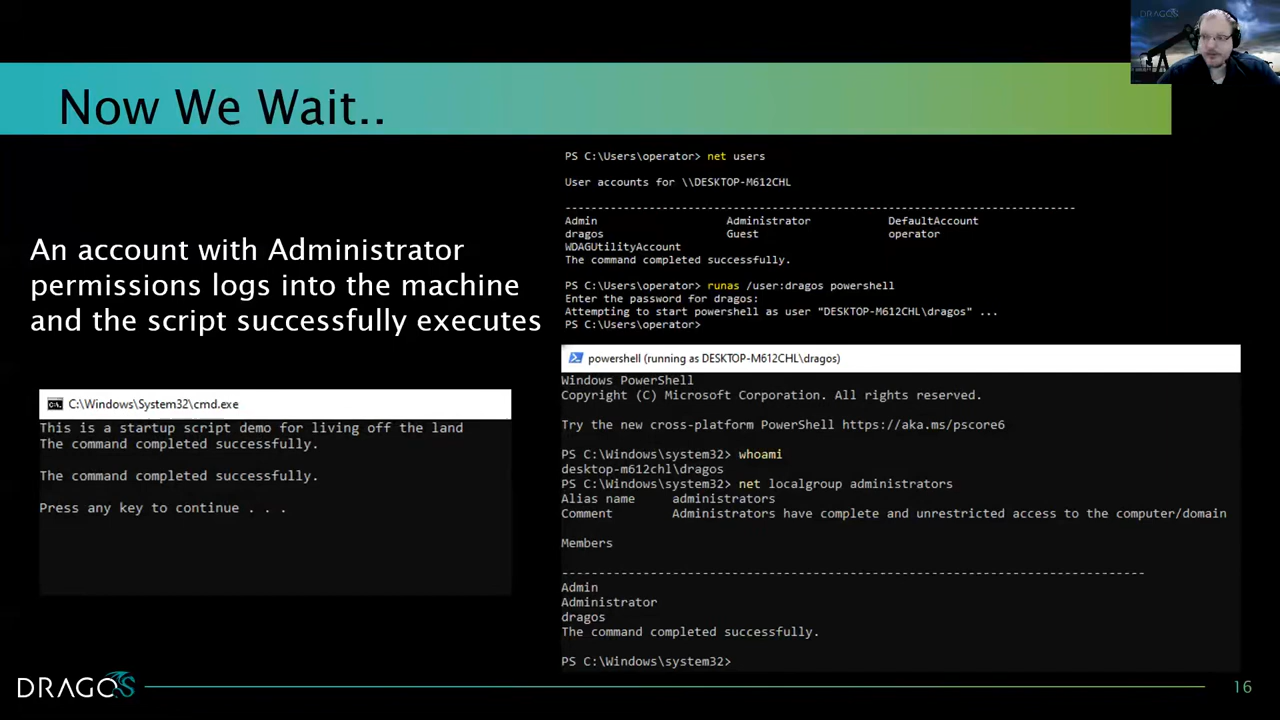 DRAGOS
Now We Wait..
An account with Administrator
permissions logs into the machine
and the script successfully executes
C:\Windows\System32\cmd.exe
This is a startup script demo for living off the land
The command completed successfully.
The command completed successfully.
Press any key to continue . . .
PS C:\Users\operator> net users
User accounts for \\DESKTOP-M612CHL
-------------------------------------------------------------------------------
Admin Administrator DefaultAccount
dragos Guest operator
WDAGUtilityAccount
The command completed successfully.
PS C:\Users\operator> runas /user:dragos powershell
Enter the password for dragos:
Attempting to start powershell as user "DESKTOP-M612CHL\dragos" ...
PS C:\Users\operator>
powershell (running as DESKTOP-M612CHL\dragos)
Windows PowerShell
Copyright (C) Microsoft Corporation. All rights reserved.
Try the new cross-platform PowerShell https://aka.ms/pscore6
PS C:\Windows\system32> whoami
desktop-m612chl\dragos
PS C:\Windows\system32> net localgroup administrators
Alias name administrators
Comment Administrators have complete and unrestricted access to the computer/domain
Members
-------------------------------------------------------------------------------
Admin
Administrator
dragos
The command completed successfully.
PS C:\Windows\system32>
DRAGOS
16